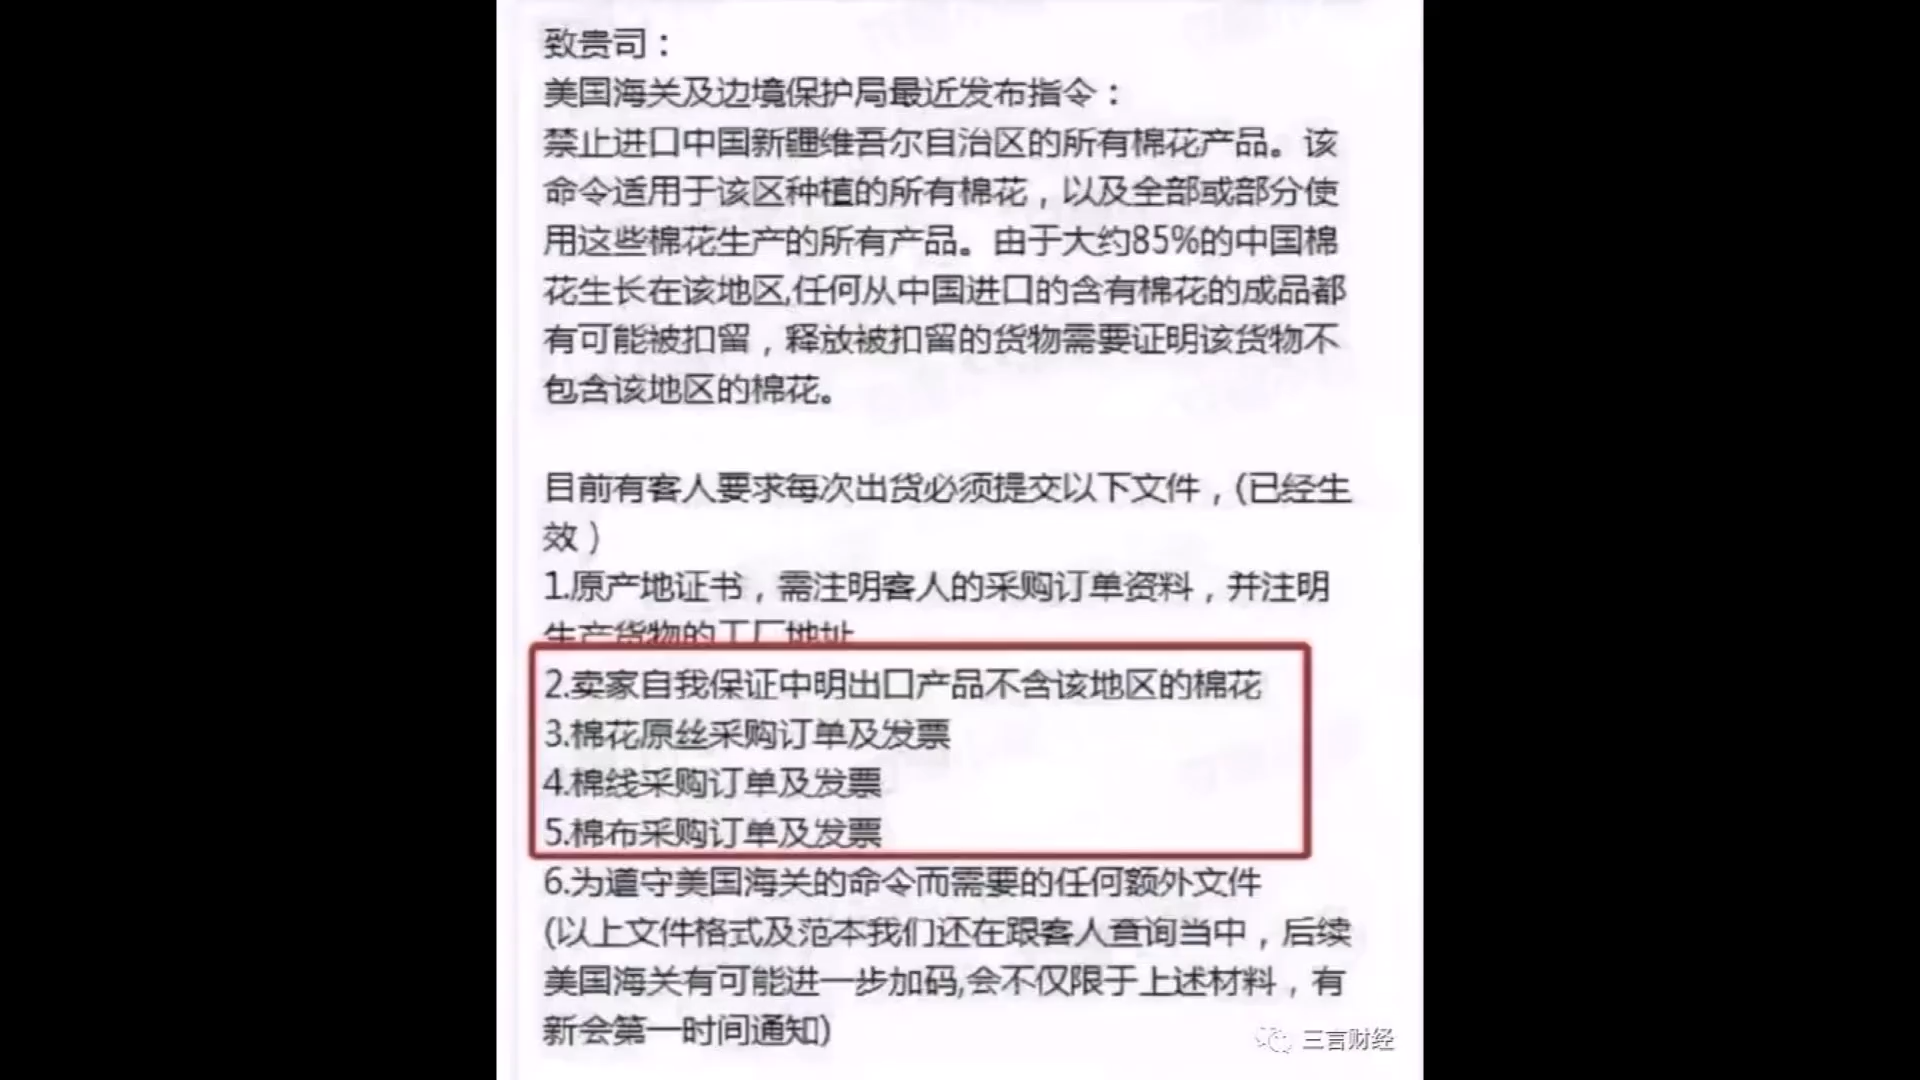 致贵司：
美国海关及边境保护局最近发布指令：
禁止进口中国新疆维吾尔自治区的所有棉花产品。该
命令适用于该区种植的所有棉花，以及全部或部分使
用这些棉花生产的所有产品。由于大约85%的中国棉
花生长在该地区,任何从中国进口的含有棉花的成品都
有可能被扣留，释放被扣留的货物需要证明该货物不
包含该地区的棉花。
目前有客人要求每次出货必须提交以下文件，(已经生
效）
1.原产地证书，需注明客人的采购订单资料，并注明
生产货物的工厂地址
2.卖家自我保证中明出口产品不含该地区的棉花
3.棉花原丝采购订单及发票
4.棉线采购订单及发票
5.棉布采购订单及发票
6.为遵守美国海关的命令而需要的任何额外文件
(以上文件格式及范本我们还在跟客人查询当中，后续
美国海关有可能进一步加码,会不仅限于上述材料，有
新会第一时间通知)
三言财经